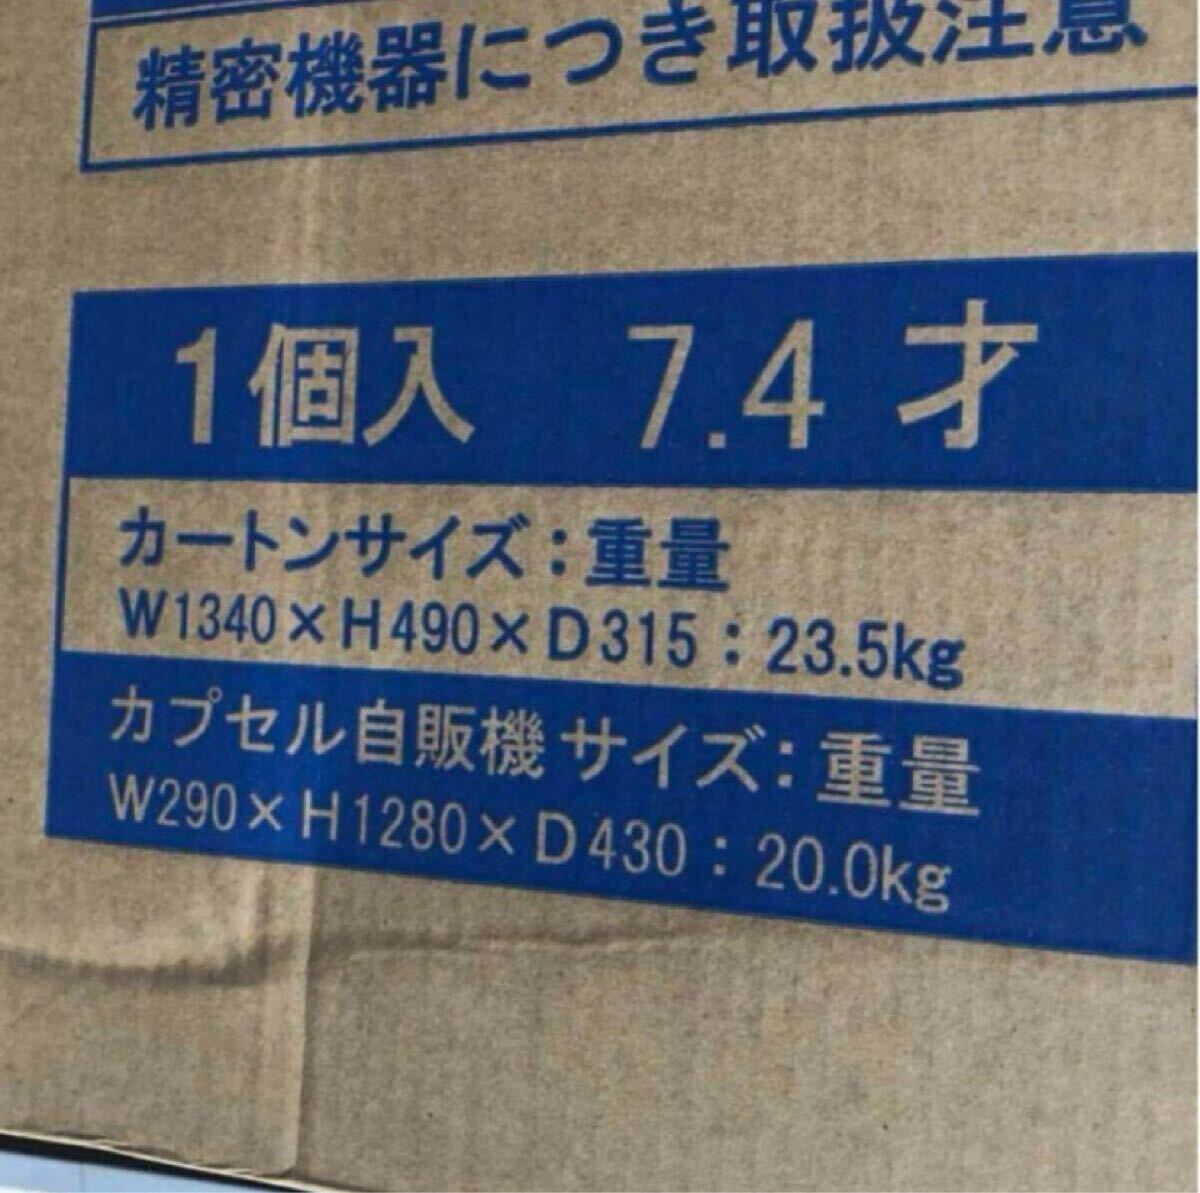 精密機器につき取扱注意
1個入 7.4才
カートンサイズ：重量
W1340×H490×D315：23.5kg
カプセル自販機サイズ：重量
W290×H1280×D430：20.0kg